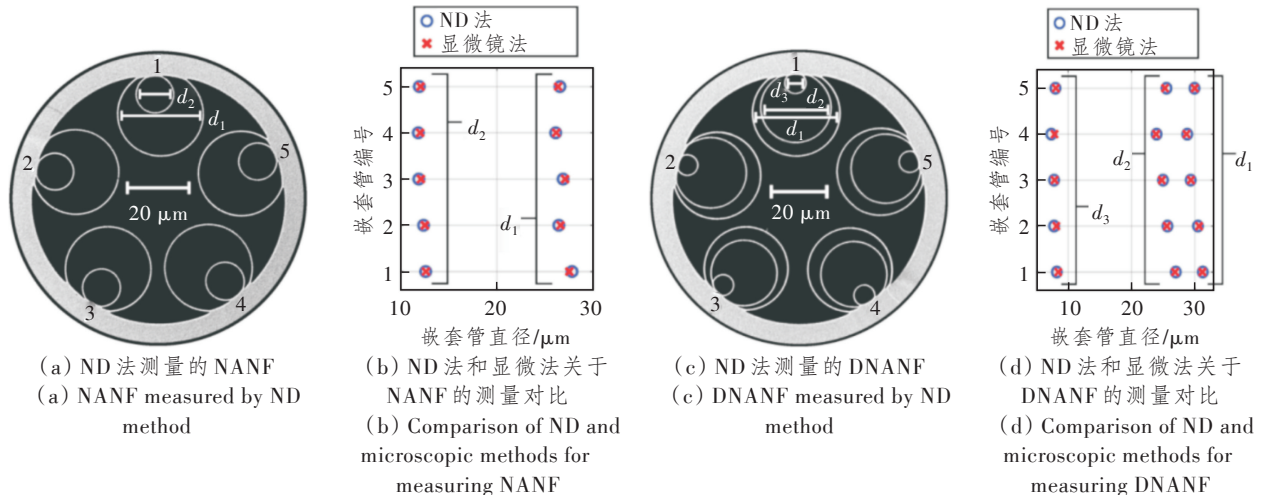 1
d₂
d₁
2
5
20 μm
3
4
(a) ND 法测量的 NANF
(a) NANF measured by ND
method
ND 法
显微镜法
5
4
3
2
1
嵌套管编号
d₂
d₁
10
20
30
嵌套管直径/μm
(b) ND 法和显微法关于
NANF 的测量对比
(b) Comparison of ND and
microscopic methods for
measuring NANF
1
d₃
d₂
d₁
2
5
20 μm
3
4
(c) ND 法测量的 DNANF
(c) DNANF measured by ND
method
ND 法
显微镜法
5
4
3
2
1
嵌套管编号
d₂
d₁
d₃
10
20
30
嵌套管直径/μm
(d) ND 法和显微法关于
DNANF 的测量对比
(d) Comparison of ND and
microscopic methods for
measuring DNANF